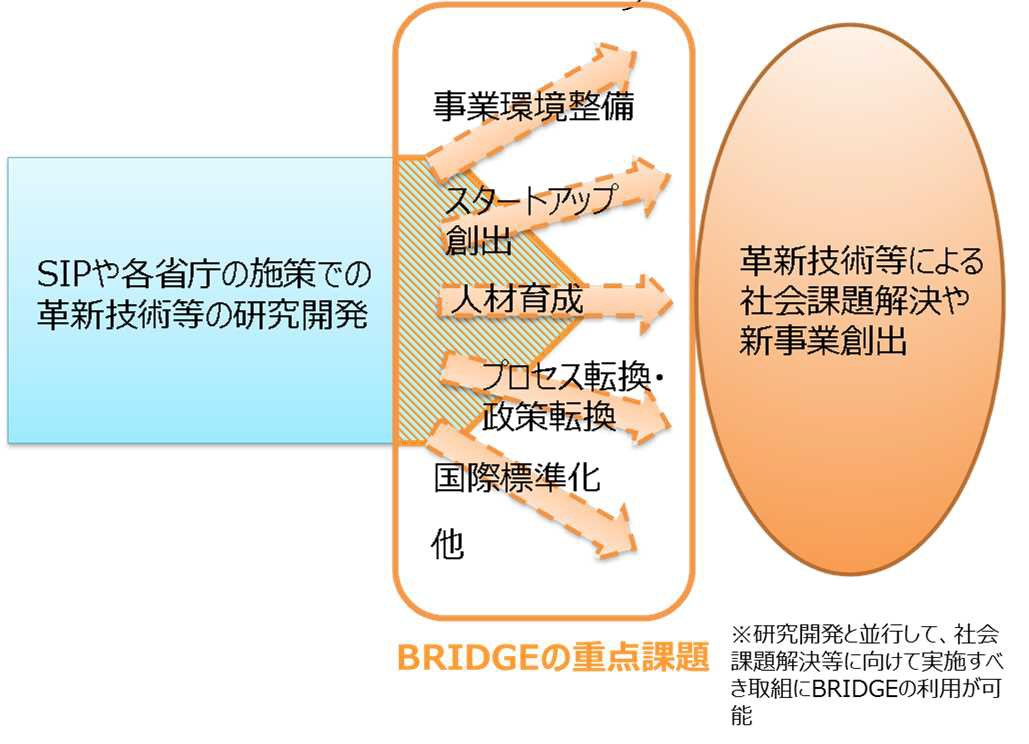 事業環境整備
スタートアップ
創出
人材育成
プロセス転換・
政策転換
国際標準化
他
SIPや各省庁の施策での
革新技術等の研究開発
革新技術等による
社会課題解決や
新事業創出
BRIDGEの重点課題
※研究開発と並行して、社会
課題解決等に向けて実施すべ
き取組にBRIDGEの利用が可
能